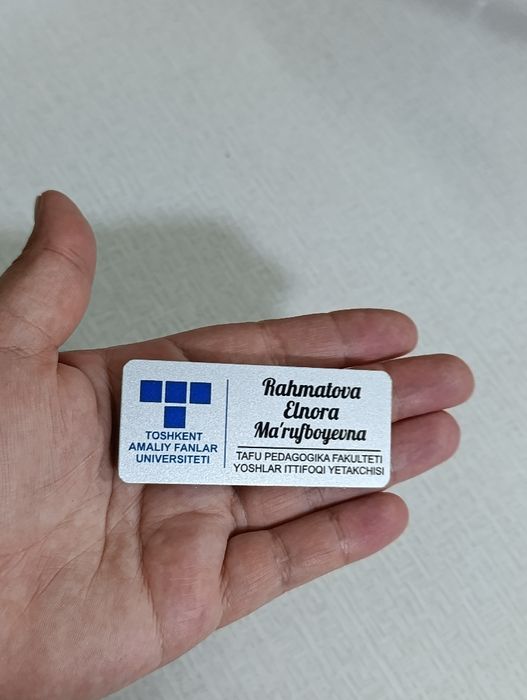 TOSHKENT
AMALIY FANLAR
UNIVERSITETI
Rahmatova
Elnora
Ma'rufboyevna
TAFU PEDAGOGIKA FAKULTETI
YOSHLAR ITTIFOQI YETAKCHISI